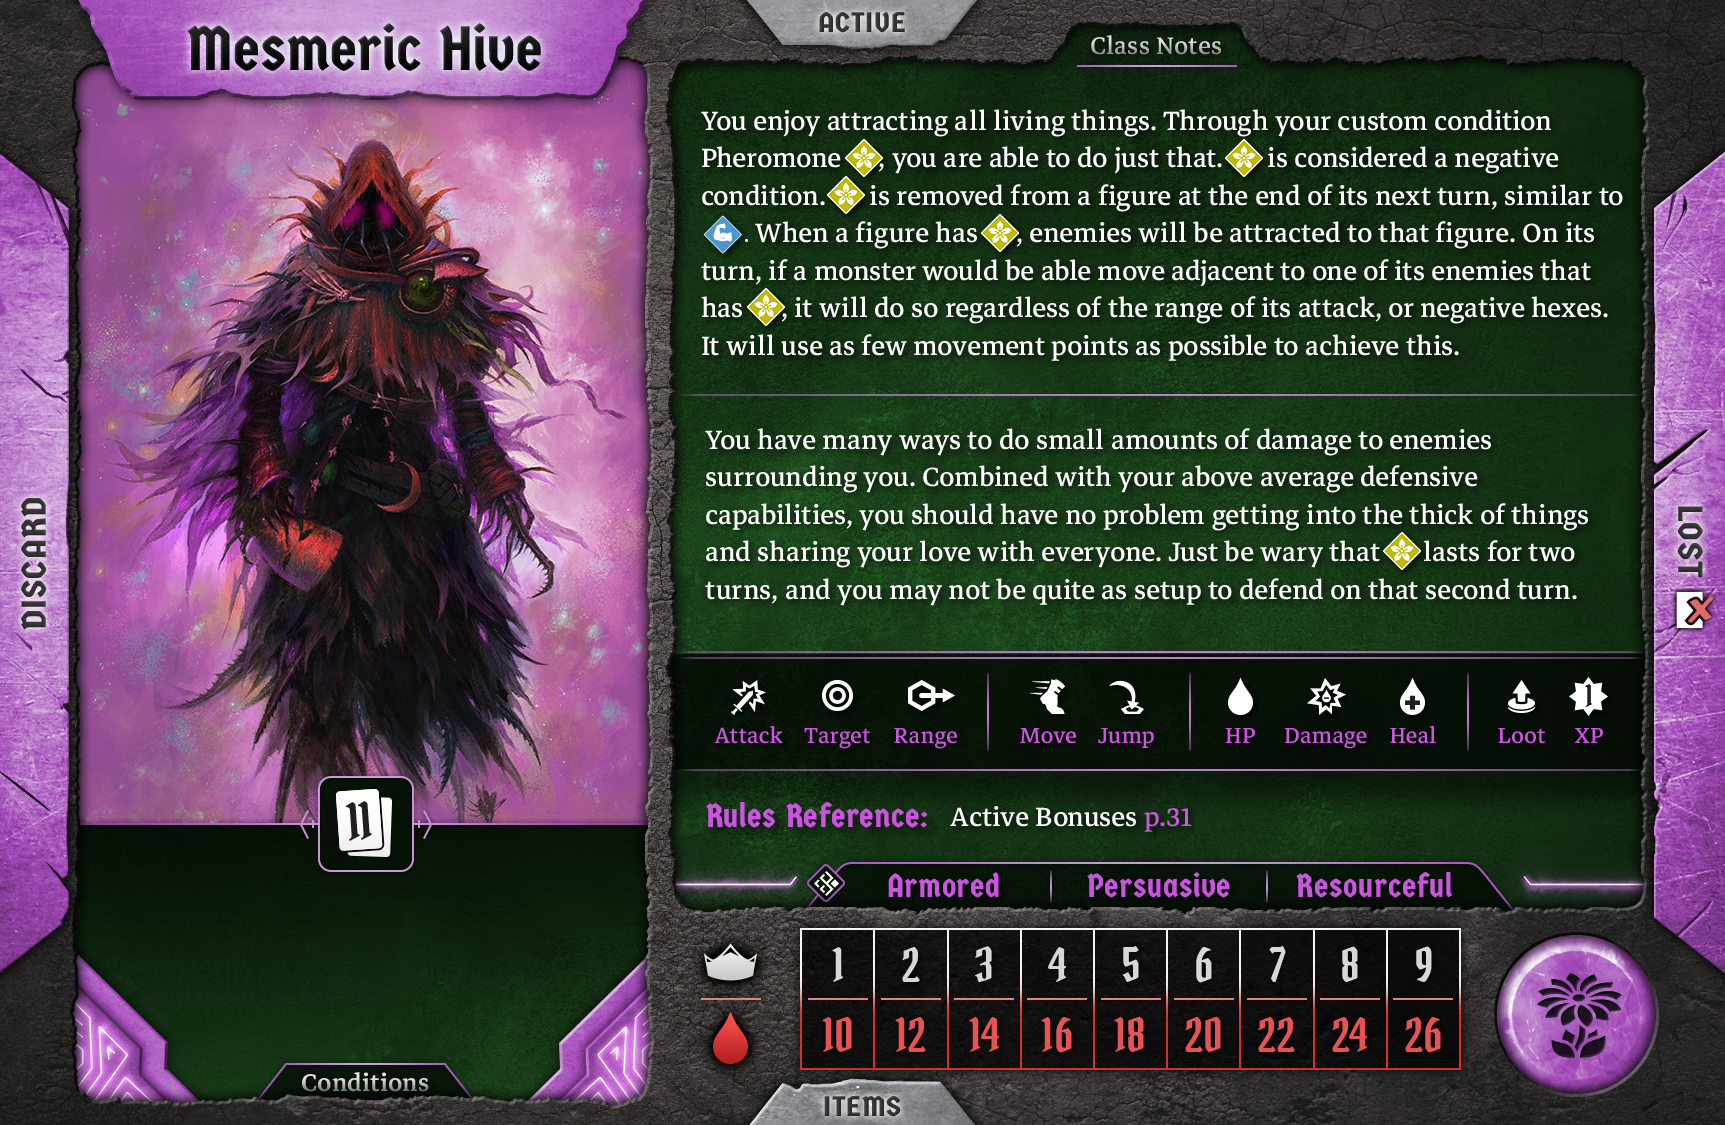 Mesmeric Hive
ACTIVE
Class Notes
You enjoy attracting all living things. Through your custom condition
Pheromone , you are able to do just that. is considered a negative
condition. is removed from a figure at the end of its next turn, similar to
. When a figure has , enemies will be attracted to that figure. On its
turn, if a monster would be able move adjacent to one of its enemies that
has , it will do so regardless of the range of its attack, or negative hexes.
It will use as few movement points as possible to achieve this.
You have many ways to do small amounts of damage to enemies
surrounding you. Combined with your above average defensive
capabilities, you should have no problem getting into the thick of things
and sharing your love with everyone. Just be wary that lasts for two
turns, and you may not be quite as setup to defend on that second turn.
1
Attack Target Range Move Jump HP Damage Heal Loot XP
Rules Reference: Active Bonuses p.31
Armored Persuasive Resourceful
1 2 3 4 5 6 7 8 9
10 12 14 16 18 20 22 24 26
ITEMS
DISCARD
11
Conditions
LOST